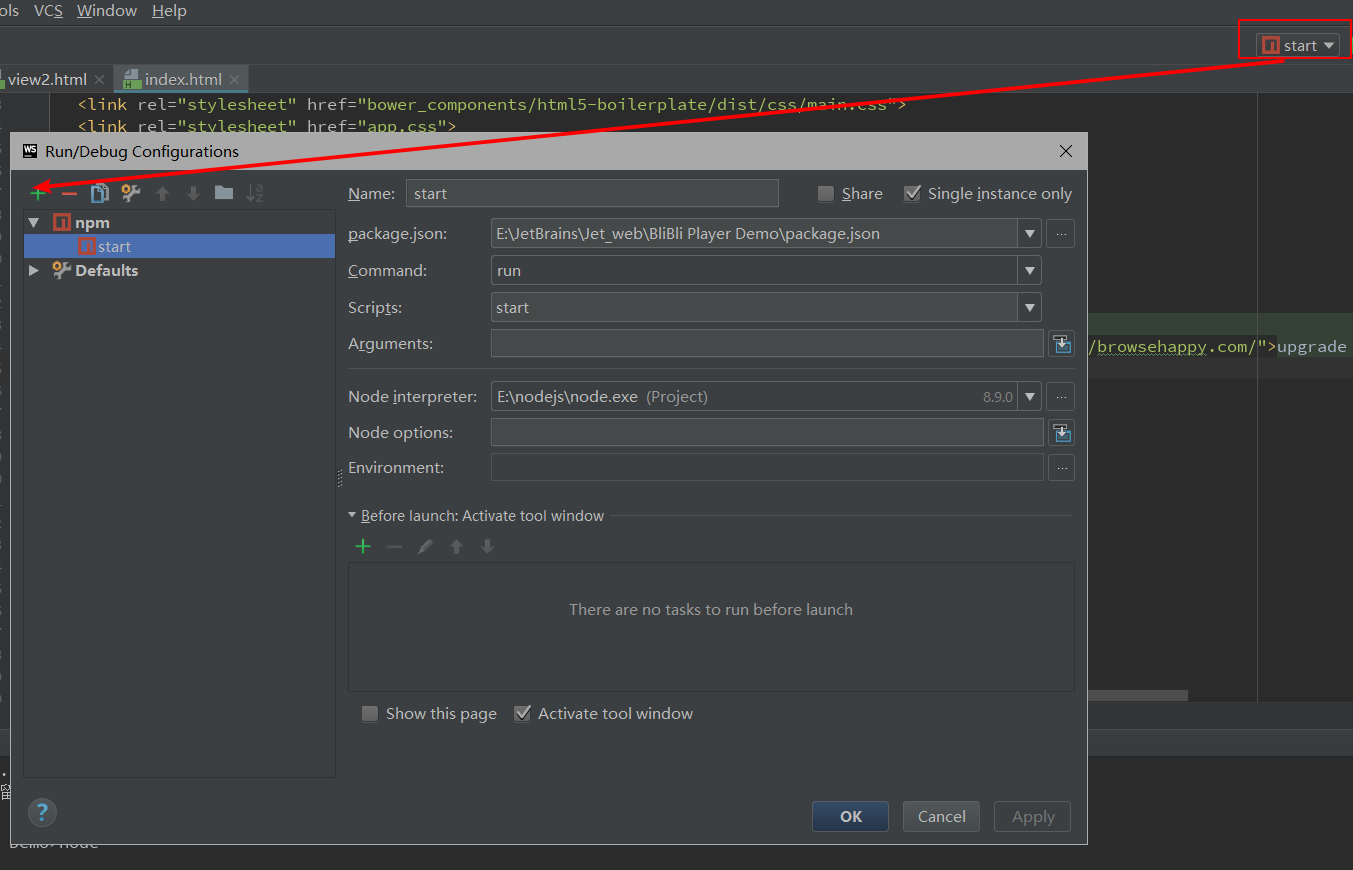 VCS Window Help
start
view2.html index.html
<link rel="stylesheet" href="bower_components/html5-boilerplate/dist/css/main.css">
<link rel="stylesheet" href="app.css">
WS Run/Debug Configurations
Name: start Share Single instance only
npm
start
Defaults
package.json: E:\JetBrains\Jet_web\BliBli Player Demo\package.json
Command: run
Scripts: start
Arguments:
/browsehappy.com/">upgrade
Node interpreter: E:\nodejs\node.exe (Project) 8.9.0
Node options:
Environment:
Before launch: Activate tool window
There are no tasks to run before launch
Show this page Activate tool window
? OK Cancel Apply